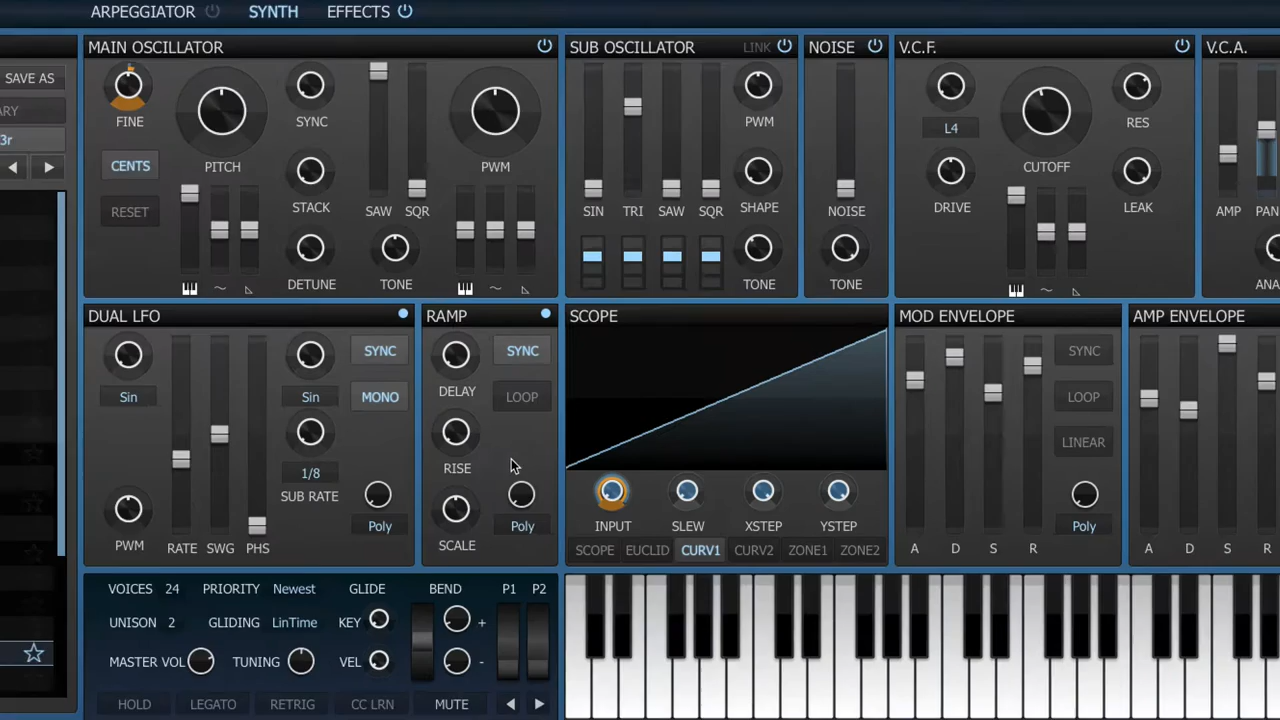 ARPEGGIATOR SYNTH EFFECTS
SAVE AS
3r
MAIN OSCILLATOR
FINE
PITCH
SYNC
CENTS
RESET
STACK
DETUNE
SAW SQR
TONE
PWM
SUB OSCILLATOR LINK
SIN TRI SAW SQR
PWM
SHAPE
TONE
NOISE
NOISE
TONE
V.C.F.
L4
DRIVE
CUTOFF
RES
LEAK
V.C.A.
AMP PAN
ANA
DUAL LFO
Sin
PWM
RATE SWG PHS
Sin
1/8
SUB RATE
SYNC
MONO
Poly
RAMP
DELAY
RISE
SCALE
SYNC
LOOP
Poly
SCOPE
INPUT SLEW XSTEP YSTEP
SCOPE EUCLID CURV1 CURV2 ZONE1 ZONE2
MOD ENVELOPE
A D S R
SYNC
LOOP
LINEAR
Poly
AMP ENVELOPE
A D S R
VOICES 24 PRIORITY Newest GLIDE BEND P1 P2
UNISON 2 GLIDING LinTime KEY +
MASTER VOL TUNING VEL -
HOLD LEGATO RETRIG CC LRN MUTE